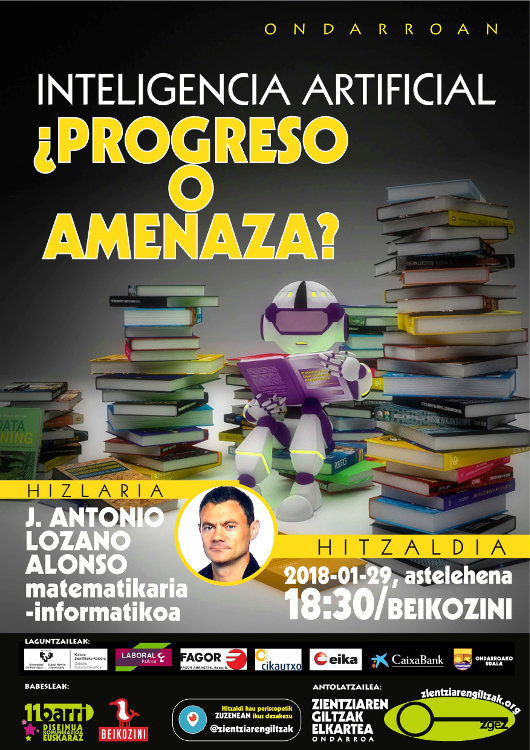 ONDARROAN
INTELIGENCIA ARTIFICIAL
¿PROGRESO
O
AMENAZA?
HIZLARIA
J. ANTONIO
LOZANO
ALONSO
matematikaria
-informatikoa
HITZALDIA
2018-01-29, astelehena
18:30/BEIKOZINI
LAGUNTZAILEAK:
LABORAL
kutxa
FAGOR
cikautxo
eika
CaixaBank
ONDARROAKO
UDALA
BABESLEAK:
11barri
DISEINUA
KOMUNIKAZIOA
EUSKARAZ
BEIKOZINI
Hitzaldi hau periscopetik
ZUZENEAN ikus dezakezu
@zientziarengiltzak
ANTOLATZAILEA:
ZIENTZIAREN
GILTZAK
ELKARTEA
ONDARROA
zientziarengiltzak.org
zgez